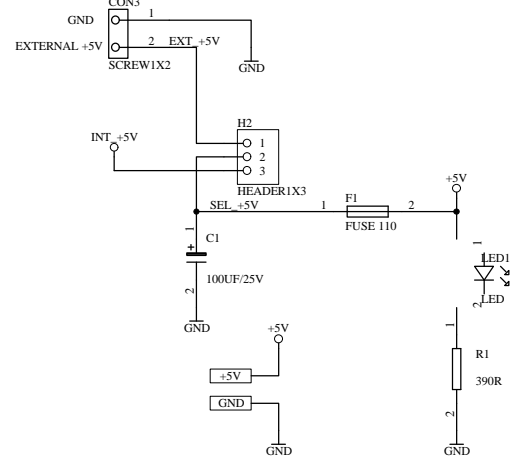 CON3
GND
1
EXTERNAL +5V
2
EXT_+5V
SCREW1X2
GND
H2
INT_+5V
1
2
3
HEADER1X3
+5V
SEL_+5V
1
F1
2
FUSE 110
1
C1
+
100UF/25V
2
GND
1
LED1
LED
2
+5V
+5V
GND
GND
1
R1
390R
2
GND